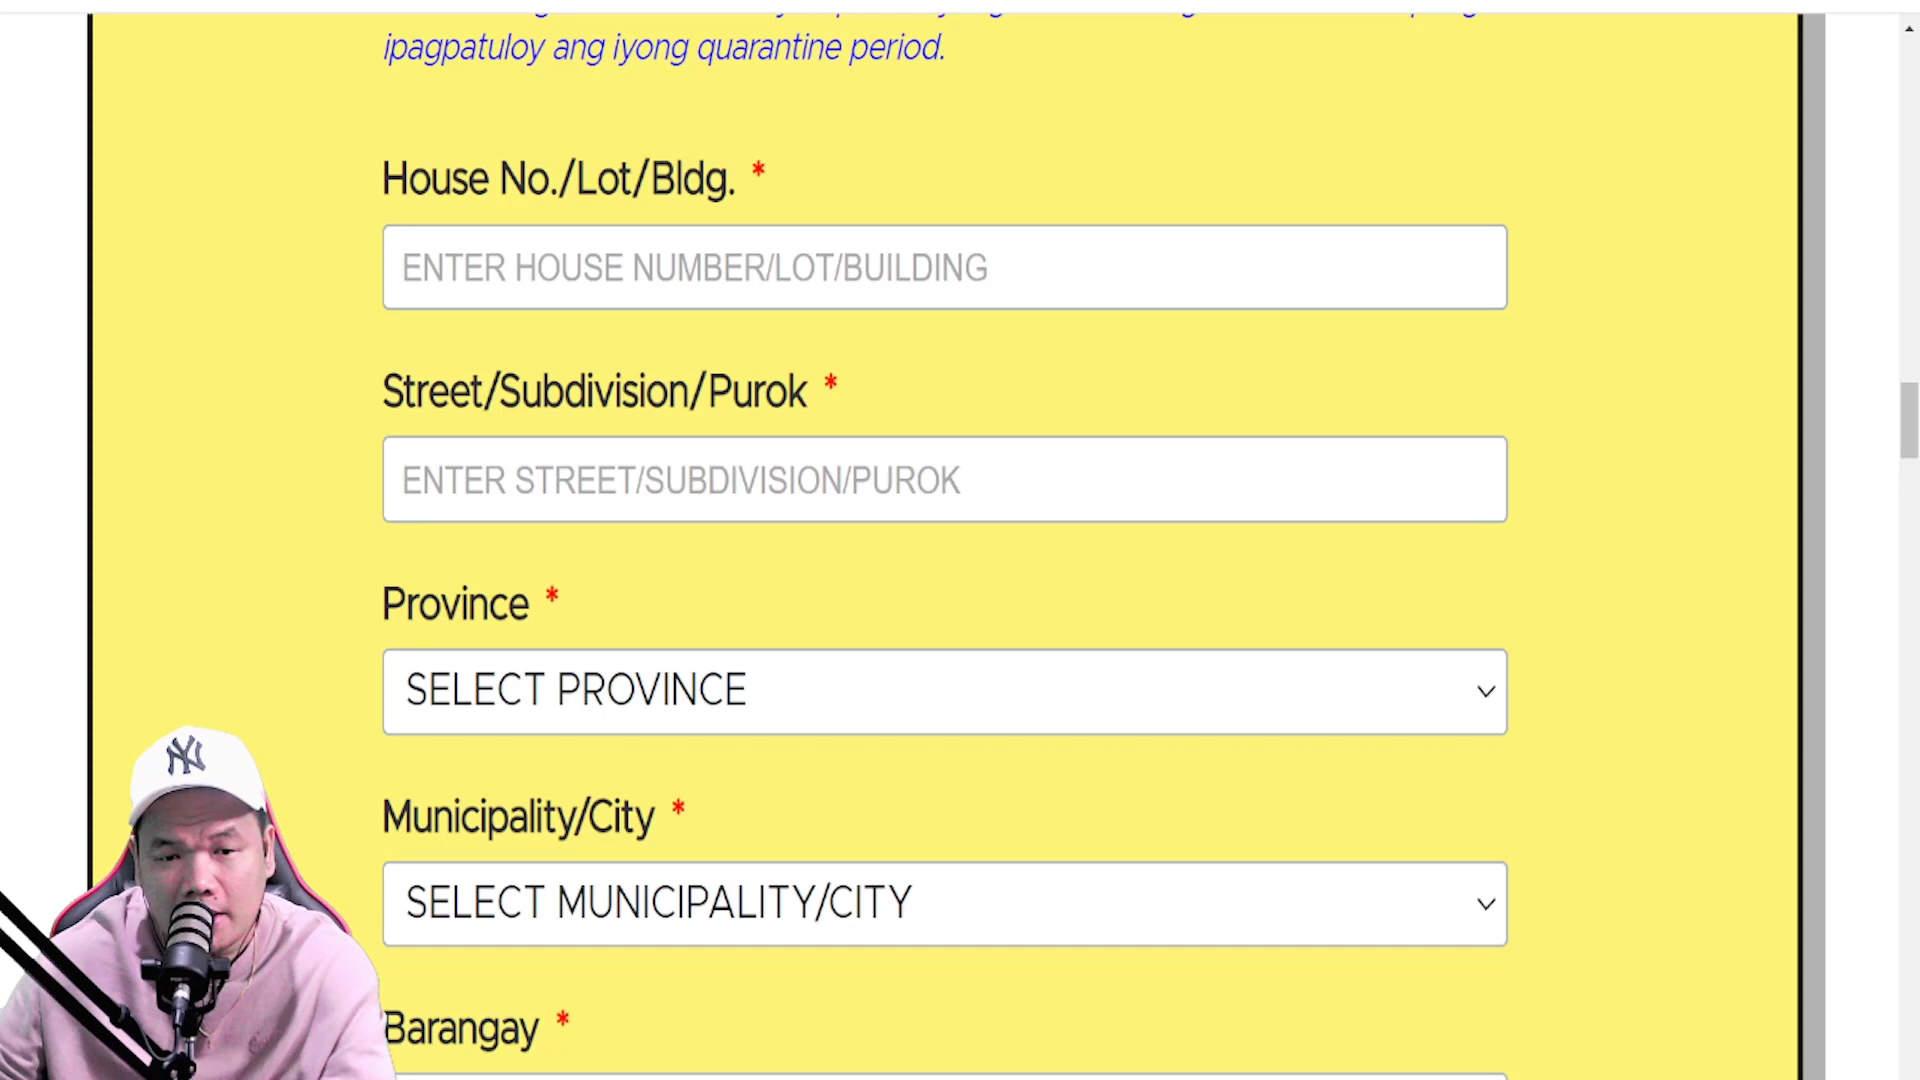 ipagpatuloy ang iyong quarantine period.
House No./Lot/Bldg. *
ENTER HOUSE NUMBER/LOT/BUILDING
Street/Subdivision/Purok *
ENTER STREET/SUBDIVISION/PUROK
Province *
SELECT PROVINCE
Municipality/City *
SELECT MUNICIPALITY/CITY
Barangay *
NY